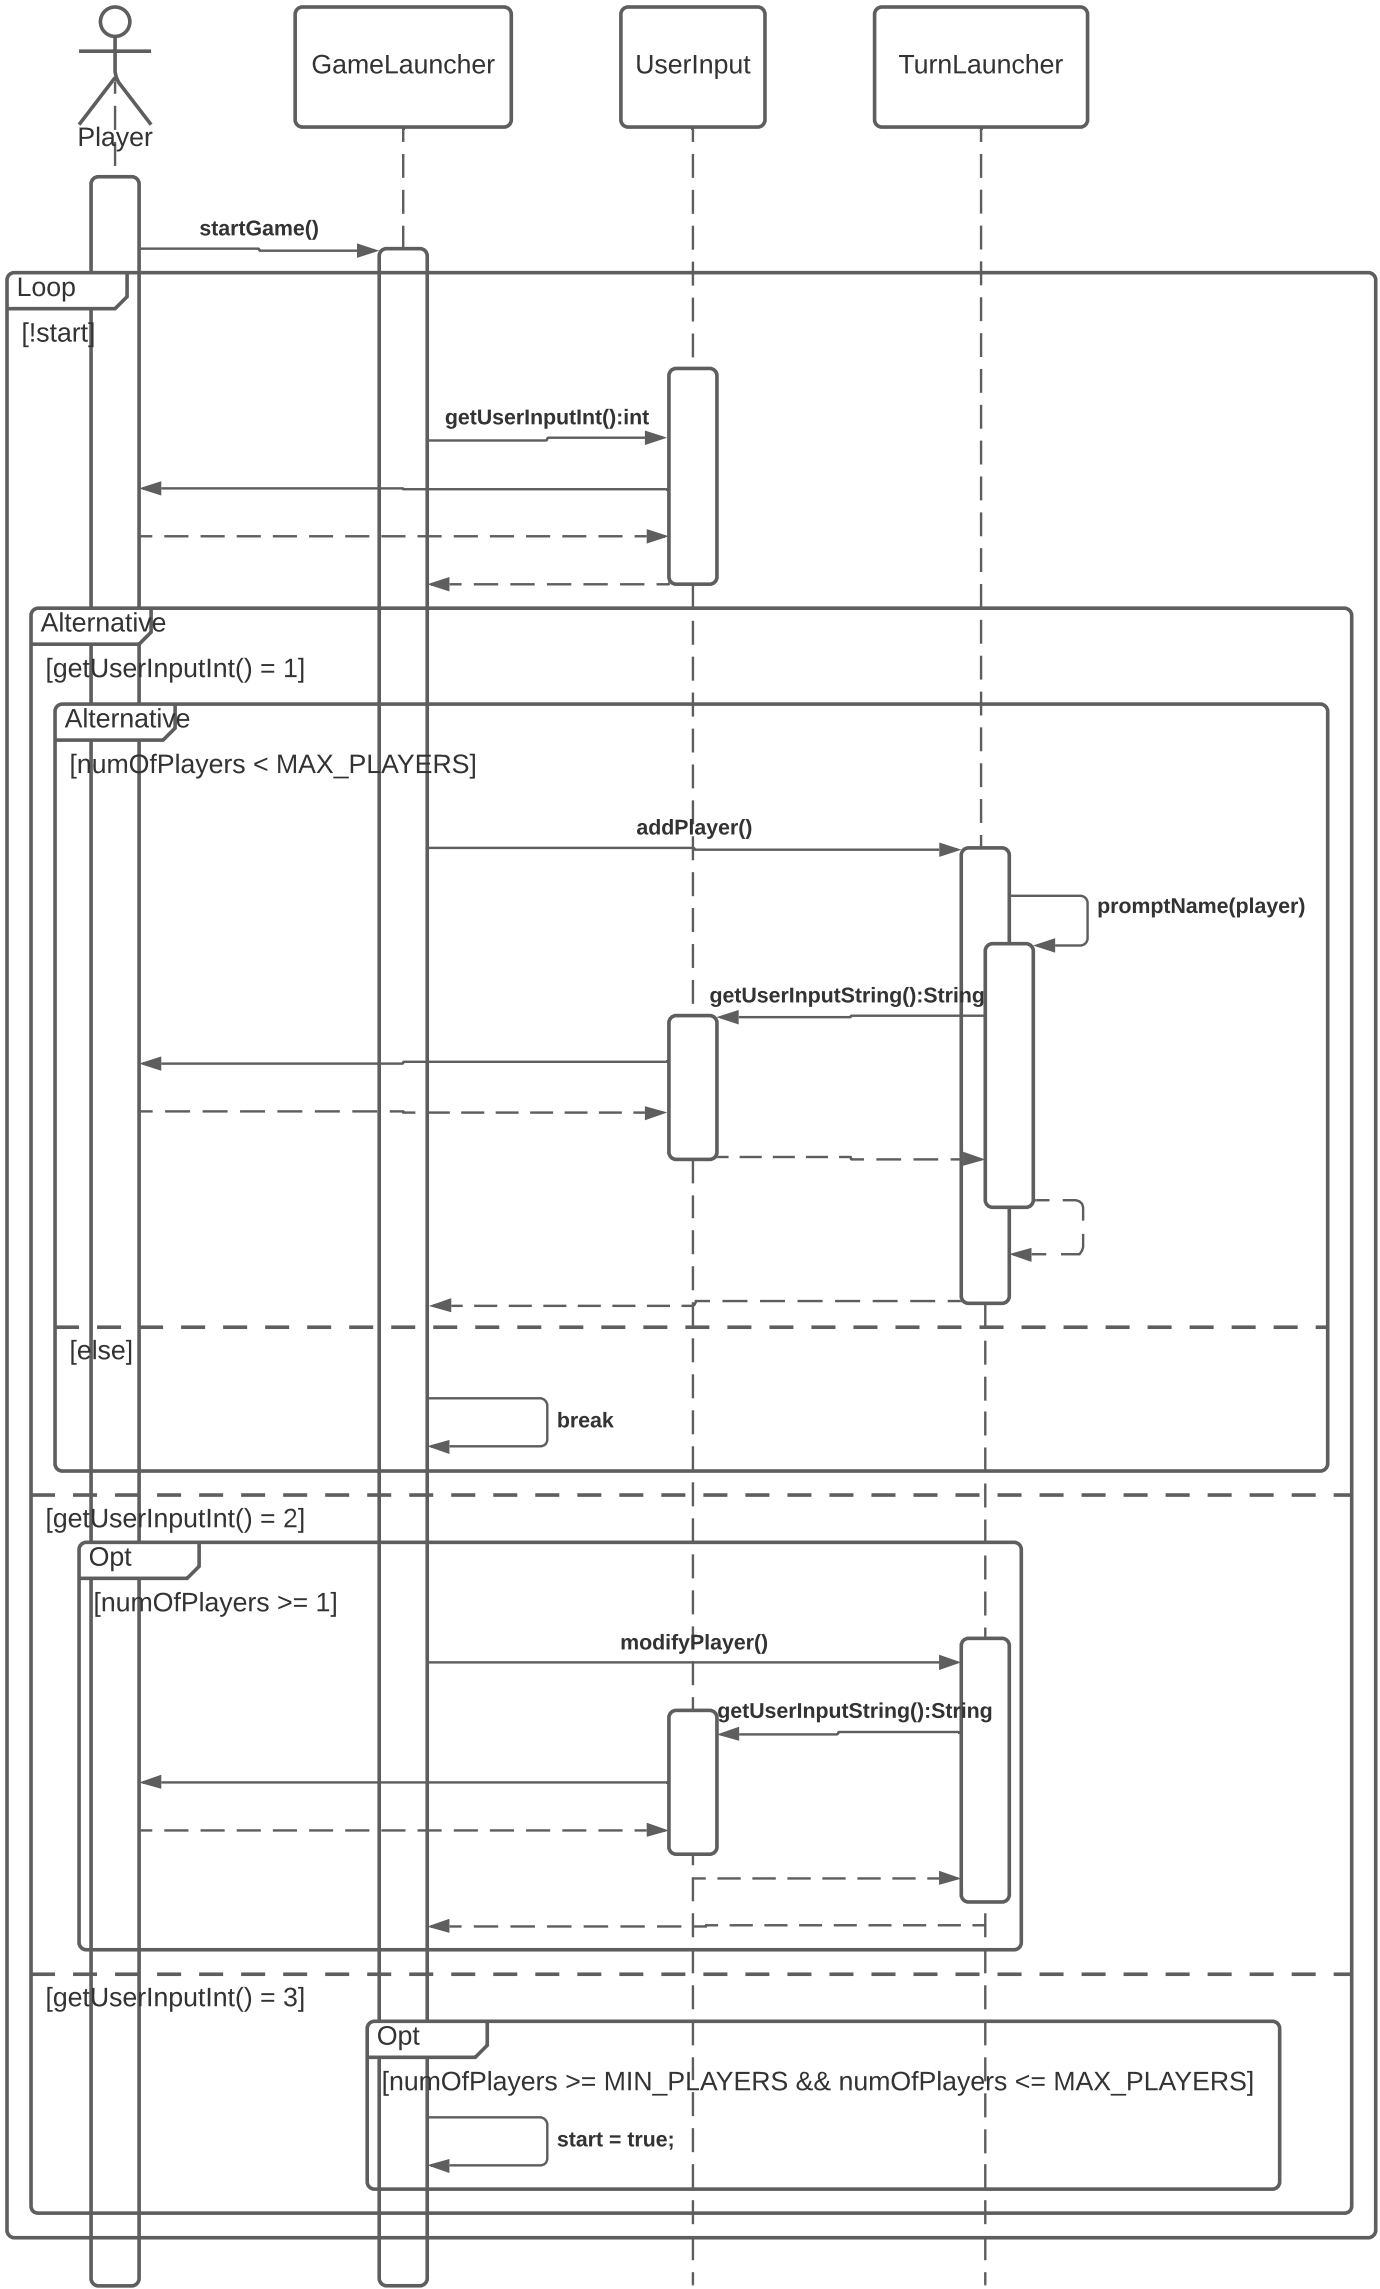 Player
GameLauncher
UserInput
TurnLauncher
startGame()
Loop
[!start]
getUserInputInt():int
Alternative
[getUserInputInt() = 1]
Alternative
[numOfPlayers < MAX_PLAYERS]
addPlayer()
promptName(player)
getUserInputString():String
[else]
break
[getUserInputInt() = 2]
Opt
[numOfPlayers >= 1]
modifyPlayer()
getUserInputString():String
[getUserInputInt() = 3]
Opt
[numOfPlayers >= MIN_PLAYERS && numOfPlayers <= MAX_PLAYERS]
start = true;